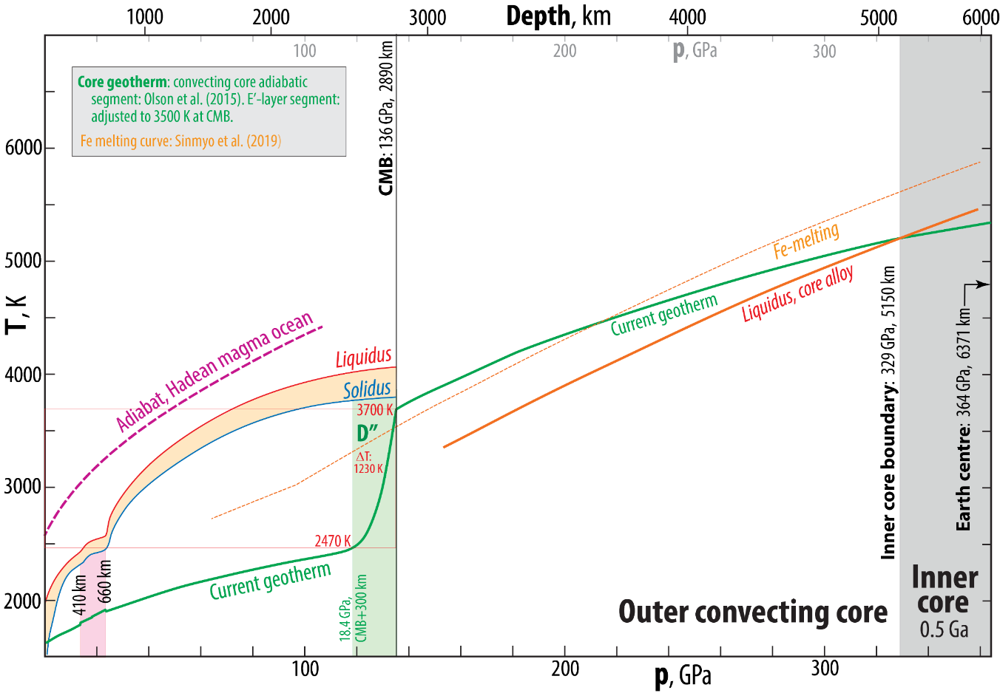 1000
2000
3000
Depth, km
4000
5000
6000
100
200
p, GPa
300
Core geotherm: convecting core adiabatic
segment: Olson et al. (2015). E′-layer segment:
adjusted to 3500 K at CMB.
Fe melting curve: Sinmyo et al. (2019)
CMB: 136 GPa, 2890 km
6000
5000
T, K
4000
3000
2000
Adiabat, Hadean magma ocean
Liquidus
Solidus
3700 K
D″
ΔT:
1230 K
2470 K
Current geotherm
410 km
660 km
18.4 GPa,
CMB+300 km
Fe-melting
Current geotherm
Liquidus, core alloy
Inner core boundary: 329 GPa, 5150 km
Earth centre: 364 GPa, 6371 km
Outer convecting core
Inner
core
0.5 Ga
100
200
p, GPa
300